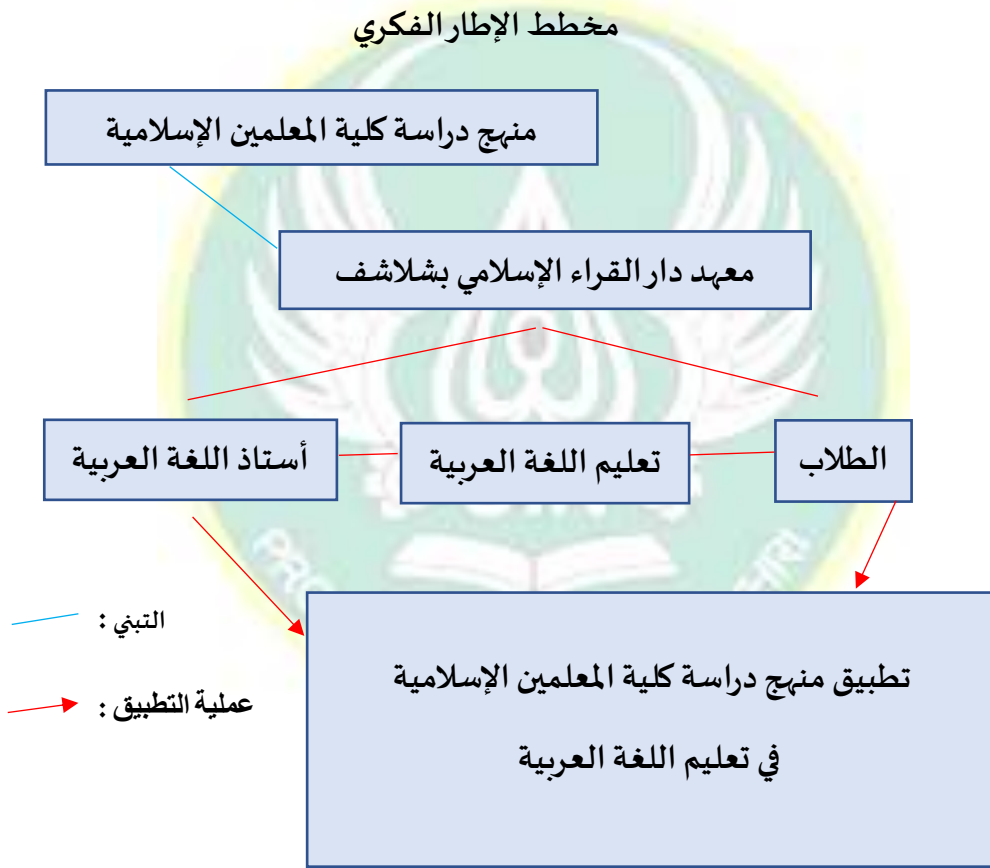 مخطط الإطار الفكري
منهج دراسة كلية المعلمين الإسلامية
معهد دار القراء الإسلامي بشلاشف
الطلاب
تعليم اللغة العربية
أستاذ اللغة العربية
التبني :
عملية التطبيق :
تطبيق منهج دراسة كلية المعلمين الإسلامية
في تعليم اللغة العربية